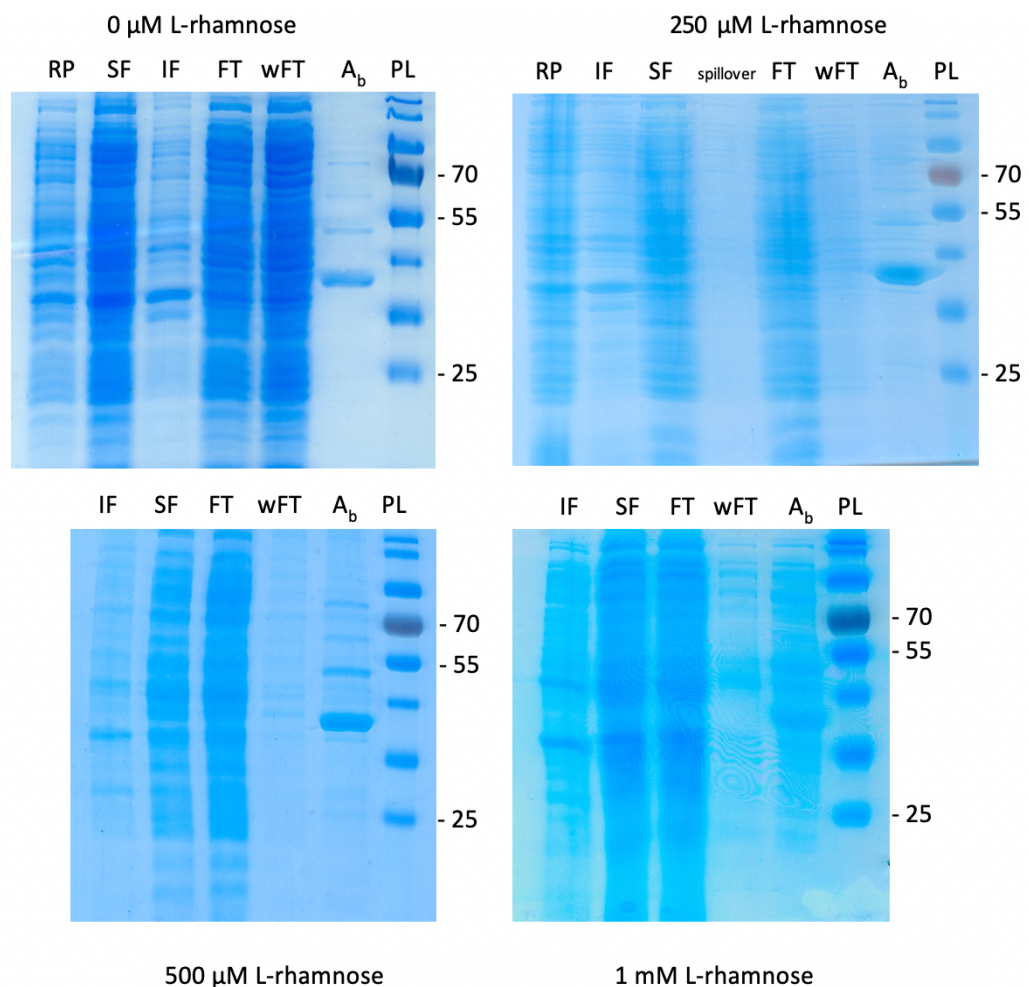 0 µM L-rhamnose
250 µM L-rhamnose
RP SF IF FT wFT Ab PL
RP IF SF spillover FT wFT Ab PL
- 70
- 55
- 25
- 70
- 55
- 25
IF SF FT wFT Ab PL
IF SF FT wFT Ab PL
- 70
- 55
- 25
- 70
- 55
- 25
500 µM L-rhamnose
1 mM L-rhamnose